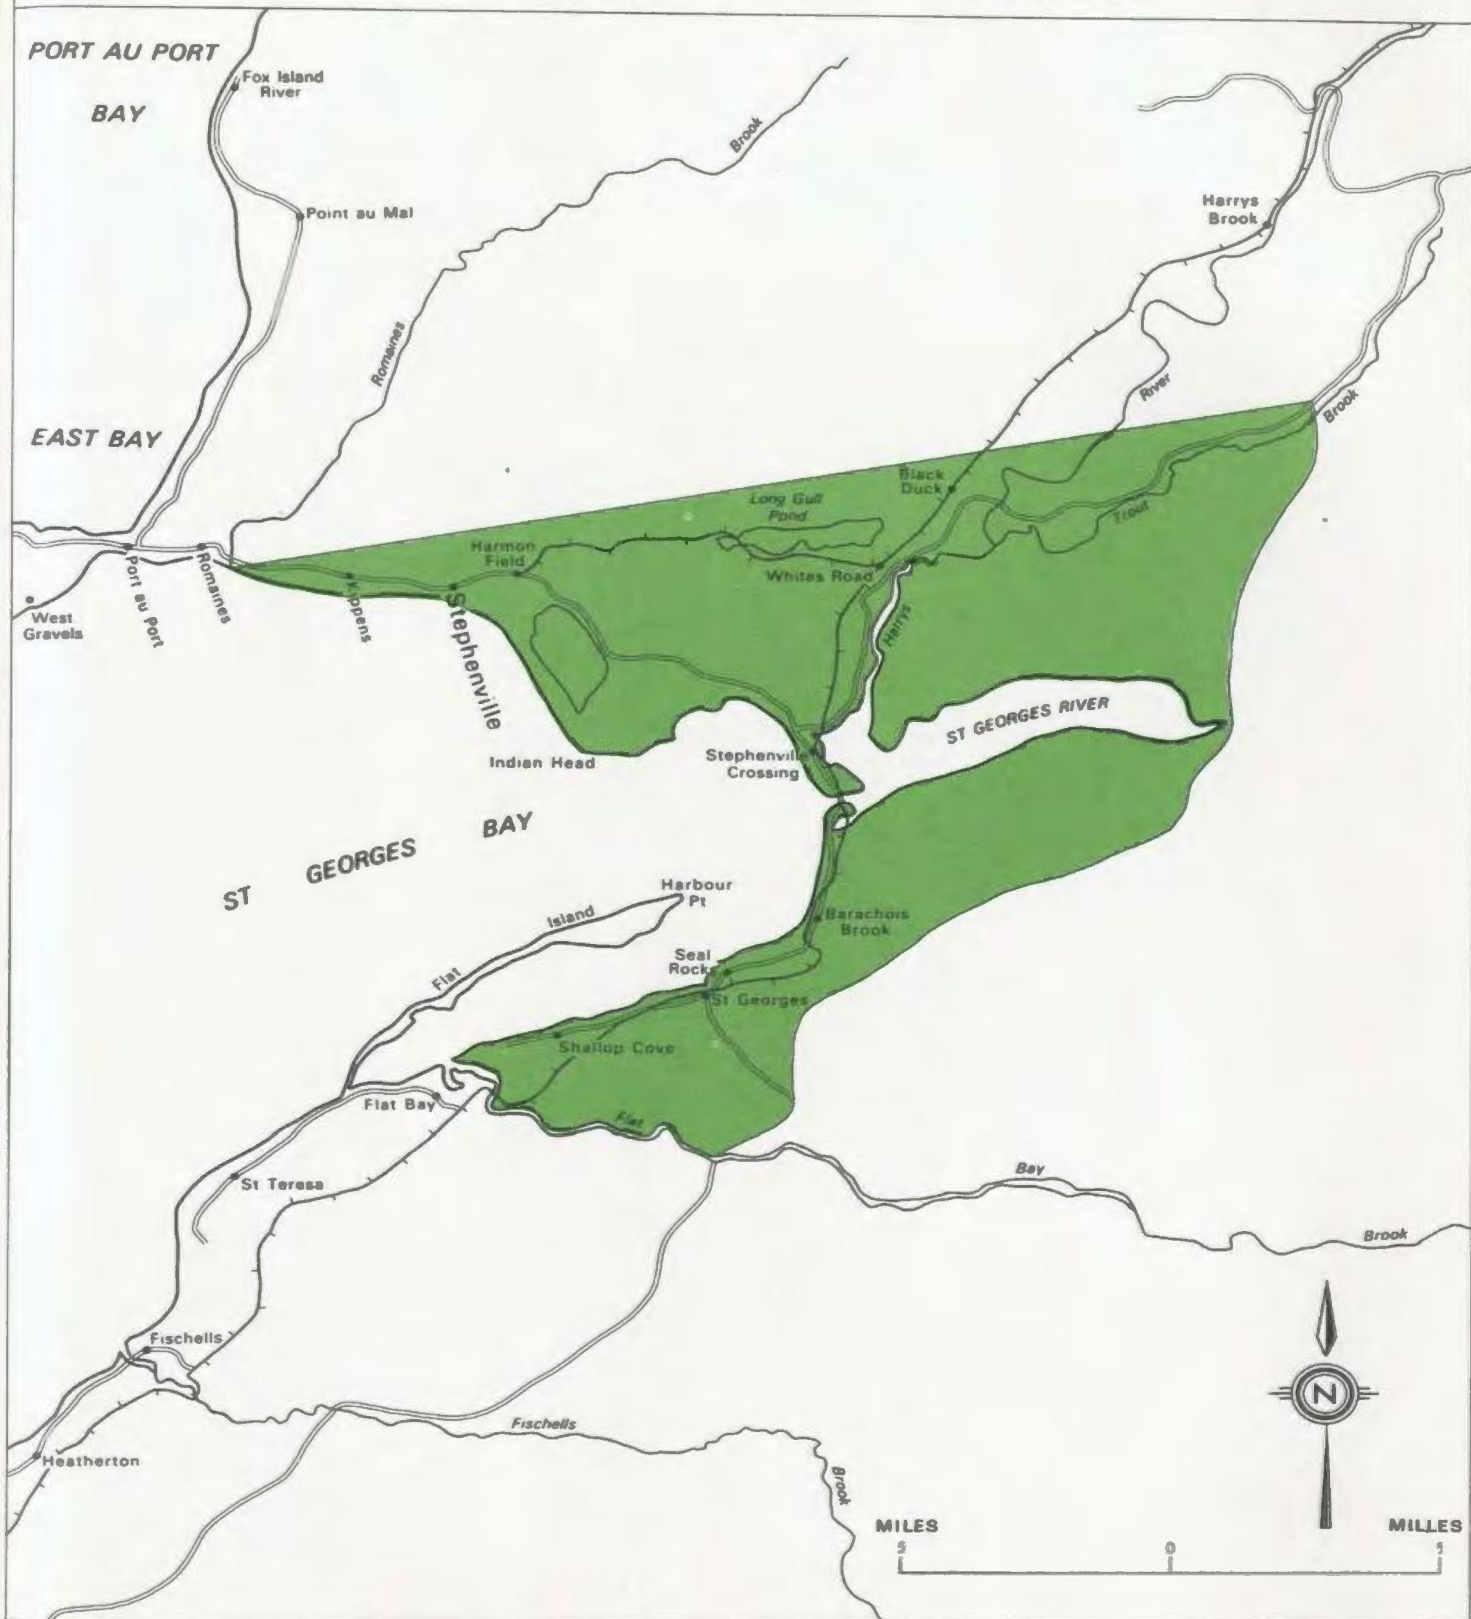 PORT AU PORT
BAY
Fox Island
River
Brook
Point au Mal
Harrys
Brook
Romaines
River
EAST BAY
Brook
Black
Duck
Long Gull
Pond
Trout
Harmon
Field
Whites Road
Port au Port
Romaines
Kippens
Stephenville
West
Gravels
Harrys
ST GEORGES RIVER
Indian Head
Stephenville
Crossing
ST GEORGES BAY
Harbour
Pt
Island
Flat
Barachois
Brook
Seal
Rocks
St Georges
Shallop Cove
Flat Bay
Flat
Bay
Brook
St Teresa
Fischells
Fischells
Brook
Heatherton
N
MILES
MILLES
5
0
5